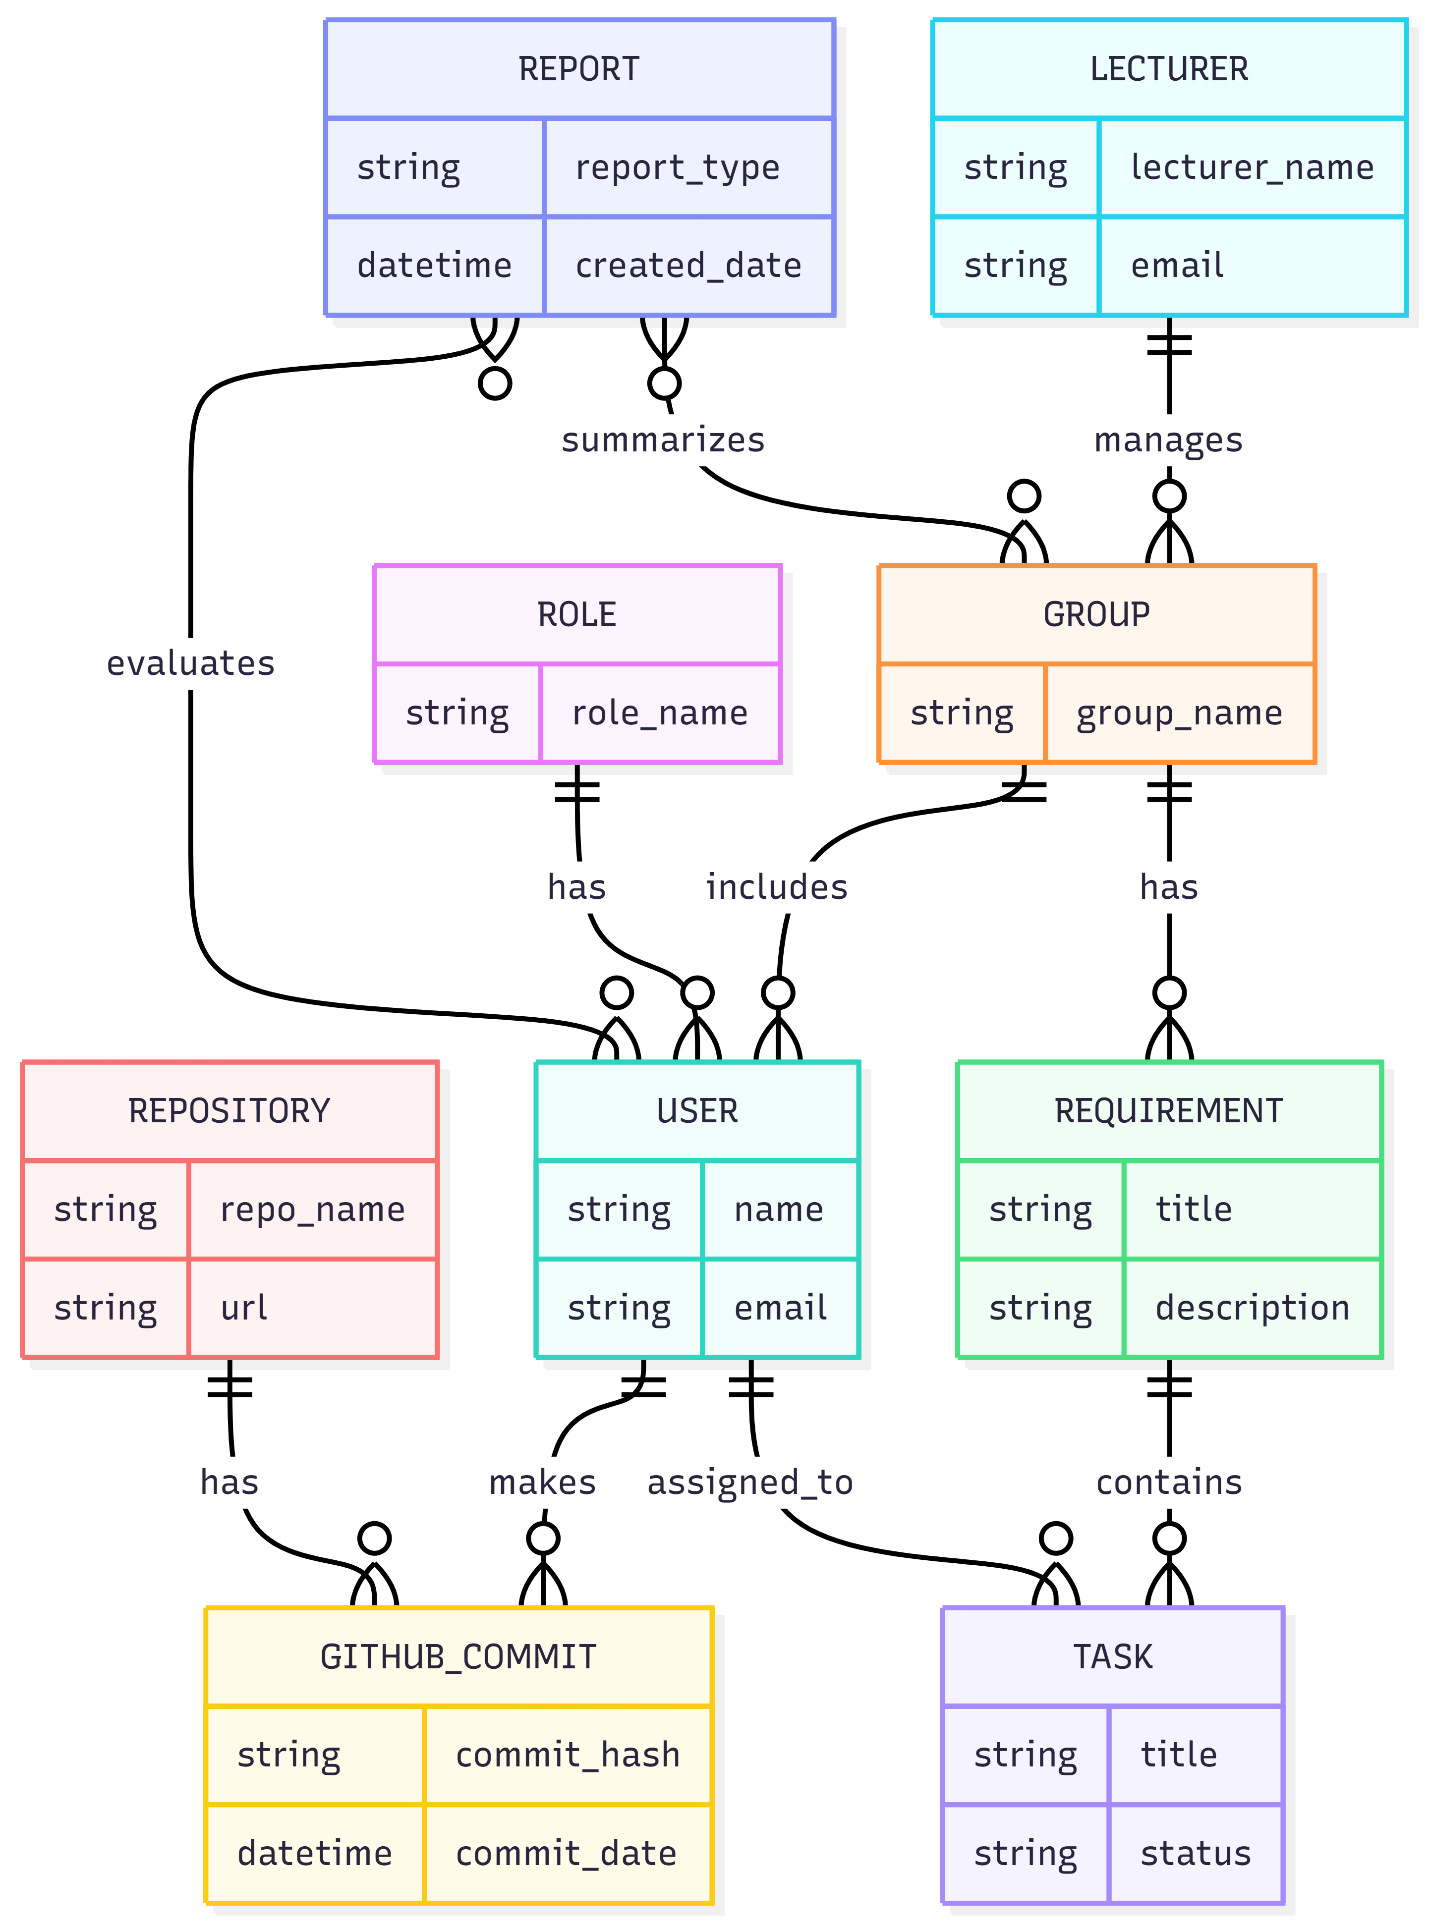 REPORT
string report_type
datetime created_date
LECTURER
string lecturer_name
string email
summarizes
manages
ROLE
string role_name
GROUP
string group_name
evaluates
has
includes
has
REPOSITORY
string repo_name
string url
USER
string name
string email
REQUIREMENT
string title
string description
has
makes
assigned_to
contains
GITHUB_COMMIT
string commit_hash
datetime commit_date
TASK
string title
string status